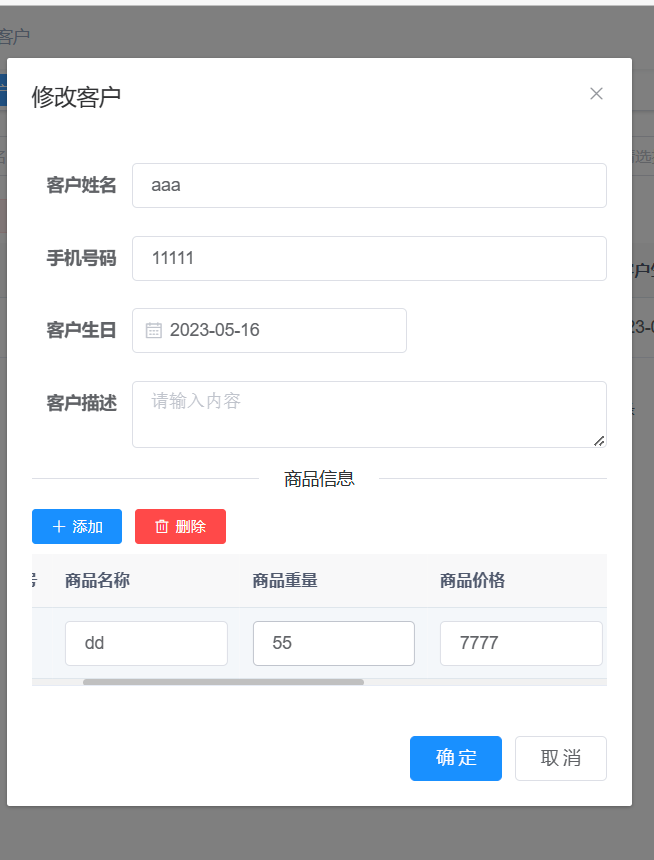 客户
修改客户
客户姓名 aaa
手机号码 11111
客户生日 2023-05-16
客户描述 请输入内容
商品信息
添加 删除
号 商品名称 商品重量 商品价格
dd 55 7777
确定 取消